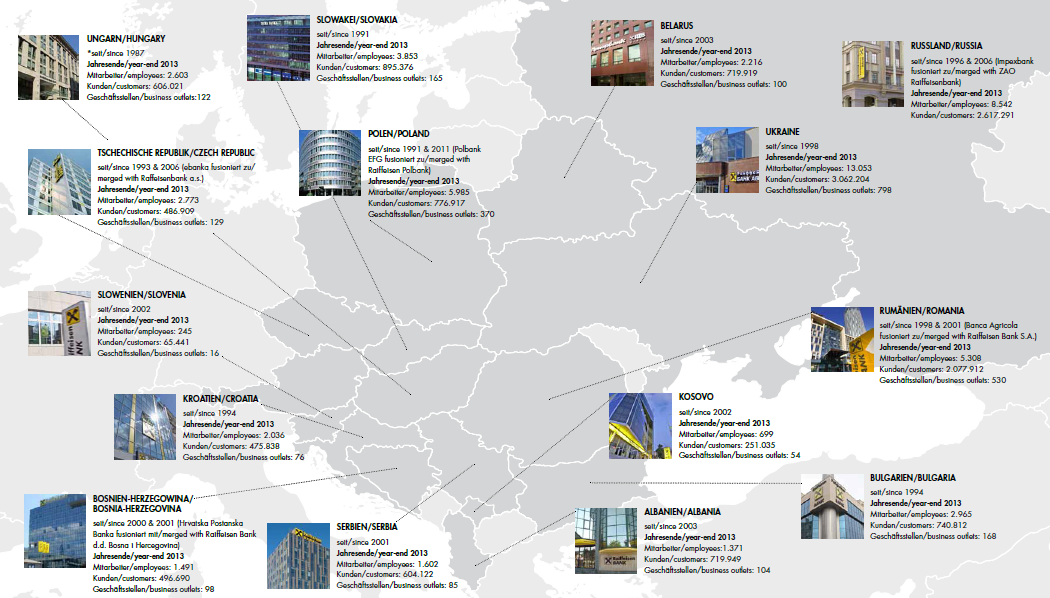 UNGARN/HUNGARY
*seit/since 1987
Jahresende/year-end 2013
Mitarbeiter/employees: 2.603
Kunden/customers: 606.021
Geschäftsstellen/business outlets:122
SLOWAKEI/SLOVAKIA
seit/since 1991
Jahresende/year-end 2013
Mitarbeiter/employees: 3.853
Kunden/customers: 895.376
Geschäftsstellen/business outlets: 165
BELARUS
seit/since 2003
Jahresende/year-end 2013
Mitarbeiter/employees: 2.216
Kunden/customers: 719.919
Geschäftsstellen/business outlets: 100
RUSSLAND/RUSSIA
seit/since 1996 & 2006 (Impexbank
fusioniert zu/merged with ZAO
Raiffeisenbank)
Jahresende/year-end 2013
Mitarbeiter/employees: 8.542
Kunden/customers: 2.617.291
TSCHECHISCHE REPUBLIK/CZECH REPUBLIC
seit/since 1993 & 2006 (ebanka fusioniert zu/
merged with Raiffeisenbank a.s.)
Jahresende/year-end 2013
Mitarbeiter/employees: 2.773
Kunden/customers: 486.909
Geschäftsstellen/business outlets: 129
POLEN/POLAND
seit/since 1991 & 2011 (Polbank
EFG fusioniert zu/merged with
Raiffeisen Polbank)
Jahresende/year-end 2013
Mitarbeiter/employees: 5.985
Kunden/customers: 776.917
Geschäftsstellen/business outlets: 370
UKRAINE
seit/since 1998
Jahresende/year-end 2013
Mitarbeiter/employees: 13.053
Kunden/customers: 3.062.204
Geschäftsstellen/business outlets: 798
SLOWENIEN/SLOVENIA
seit/since 2002
Jahresende/year-end 2013
Mitarbeiter/employees: 245
Kunden/customers: 65.441
Geschäftsstellen/business outlets: 16
RUMÄNIEN/ROMANIA
seit/since 1998 & 2001 (Banca Agricola
fusioniert zu/merged with Raiffeisen Bank S.A.)
Jahresende/year-end 2013
Mitarbeiter/employees: 5.308
Kunden/customers: 2.077.912
Geschäftsstellen/business outlets: 530
KROATIEN/CROATIA
seit/since 1994
Jahresende/year-end 2013
Mitarbeiter/employees: 2.036
Kunden/customers: 475.838
Geschäftsstellen/business outlets: 76
KOSOVO
seit/since 2002
Jahresende/year-end 2013
Mitarbeiter/employees: 699
Kunden/customers: 251.035
Geschäftsstellen/business outlets: 54
BULGARIEN/BULGARIA
seit/since 1994
Jahresende/year-end 2013
Mitarbeiter/employees: 2.965
Kunden/customers: 740.812
Geschäftsstellen/business outlets: 168
BOSNIEN-HERZEGOWINA/
BOSNIA-HERZEGOVINA
seit/since 2000 & 2001 (Hrvatska Postanska
Banka fusioniert mit/merged with Raiffeisen Bank
d.d. Bosna i Hercegovina)
Jahresende/year-end 2013
Mitarbeiter/employees: 1.491
Kunden/customers: 496.690
Geschäftsstellen/business outlets: 98
SERBIEN/SERBIA
seit/since 2001
Jahresende/year-end 2013
Mitarbeiter/employees: 1.602
Kunden/customers: 604.122
Geschäftsstellen/business outlets: 85
ALBANIEN/ALBANIA
seit/since 2003
Jahresende/year-end 2013
Mitarbeiter/employees:1.371
Kunden/customers: 719.949
Geschäftsstellen/business outlets: 104
Raiffeisen
BANK